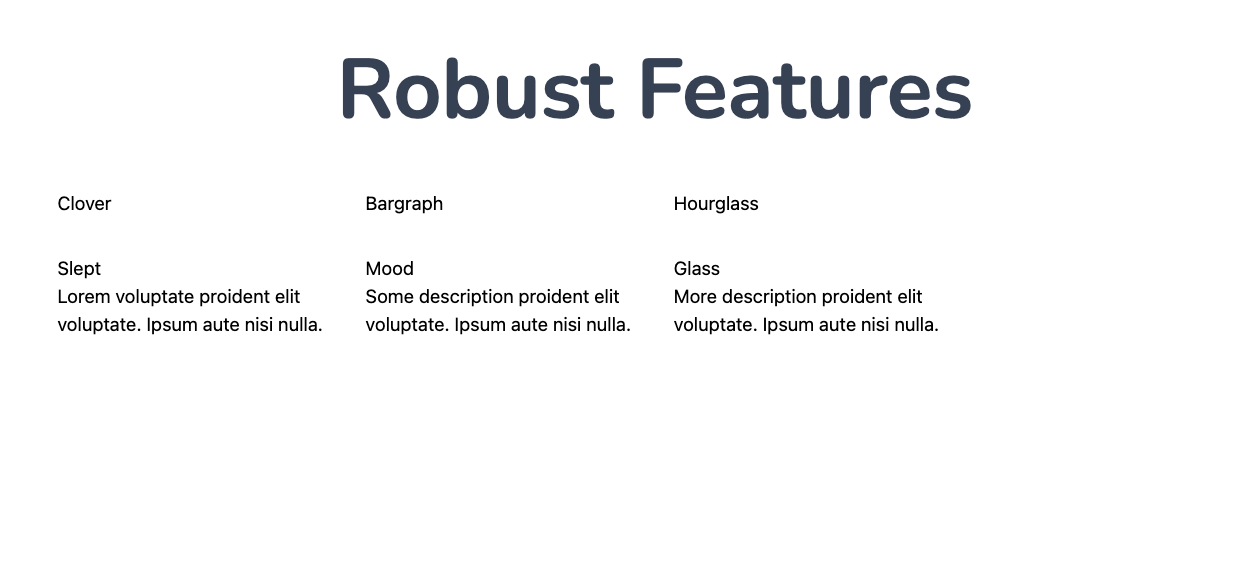 Robust Features
Clover
Bargraph
Hourglass
Slept
Lorem voluptate proident elit
voluptate. Ipsum aute nisi nulla.
Mood
Some description proident elit
voluptate. Ipsum aute nisi nulla.
Glass
More description proident elit
voluptate. Ipsum aute nisi nulla.